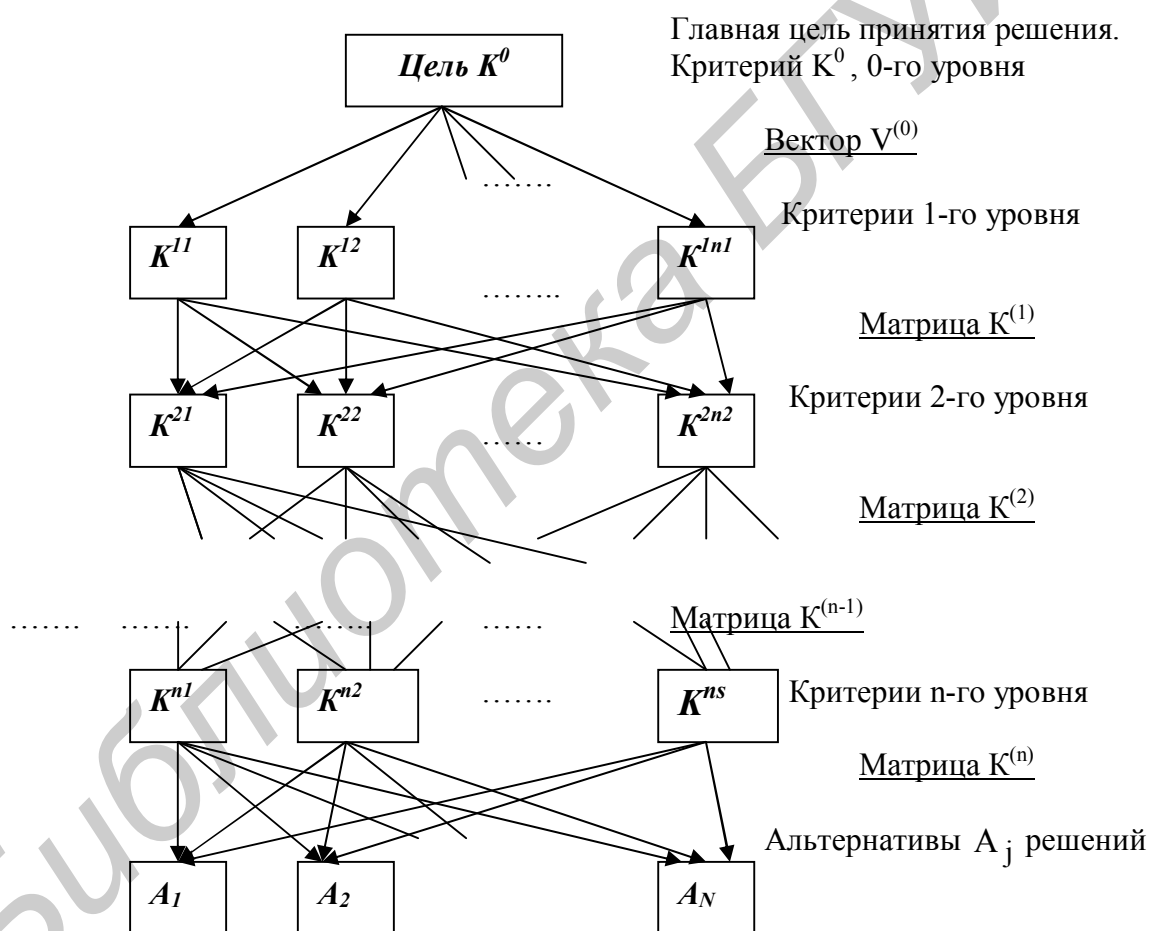 Главная цель принятия решения.
Цель K⁰
Критерий K⁰ , 0-го уровня
Вектор V⁽⁰⁾
…….
Критерии 1-го уровня
K¹¹ K¹² K¹ⁿ¹
……..
Матрица K⁽¹⁾
Критерии 2-го уровня
K²¹ K²² K²ⁿ²
……
Матрица K⁽²⁾
……. ……. …….. …… Матрица K⁽ⁿ⁻¹⁾
Kⁿ¹ Kⁿ² ……. Kⁿˢ Критерии n-го уровня
Матрица K⁽ⁿ⁾
Альтернативы A j решений
A₁ A₂ A_N
Библиотека БГУИ